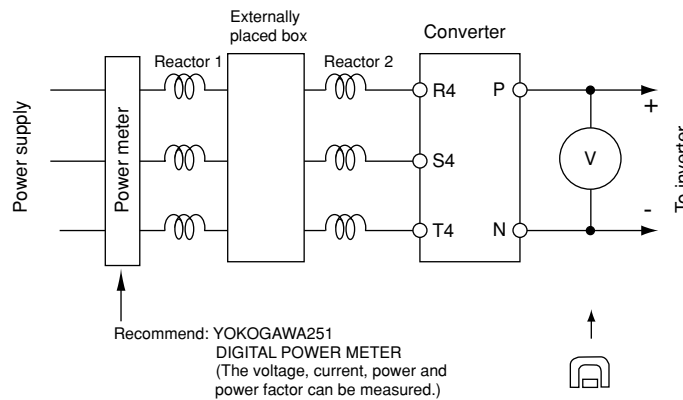 Externally
placed box
Converter
Reactor 1
Reactor 2
Power supply
Power meter
R4
P
+
S4
V
To inverter
T4
N
-
Recommend: YOKOGAWA251
DIGITAL POWER METER
(The voltage, current, power and
power factor can be measured.)